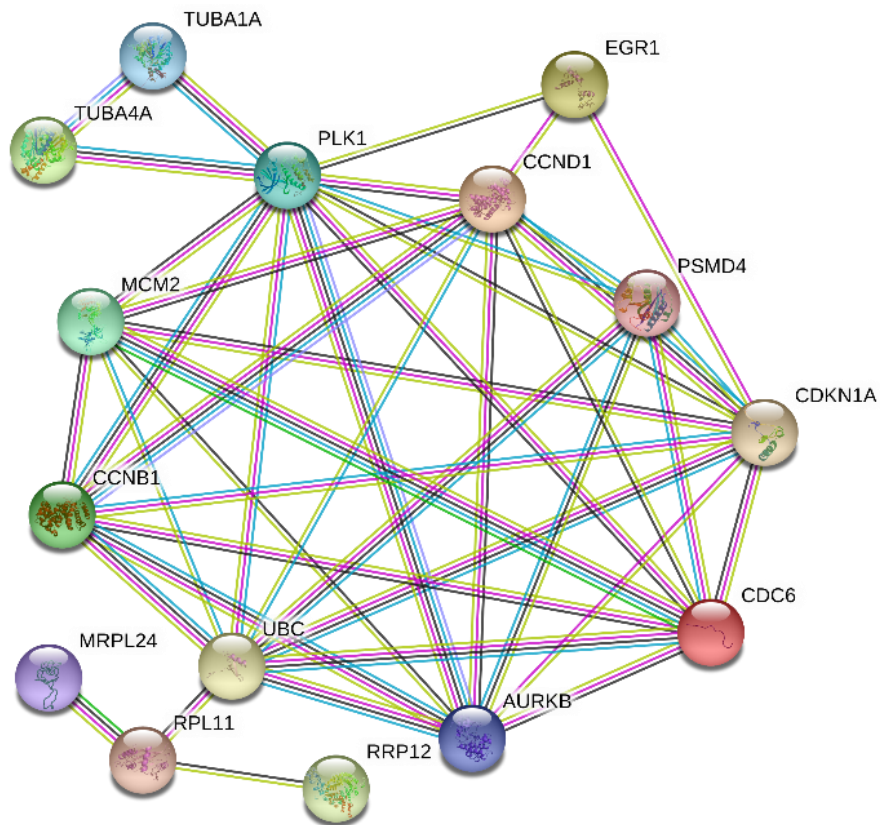 TUBA1A
EGR1
TUBA4A
PLK1
CCND1
MCM2
PSMD4
CDKN1A
CCNB1
CDC6
UBC
MRPL24
AURKB
RPL11
RRP12